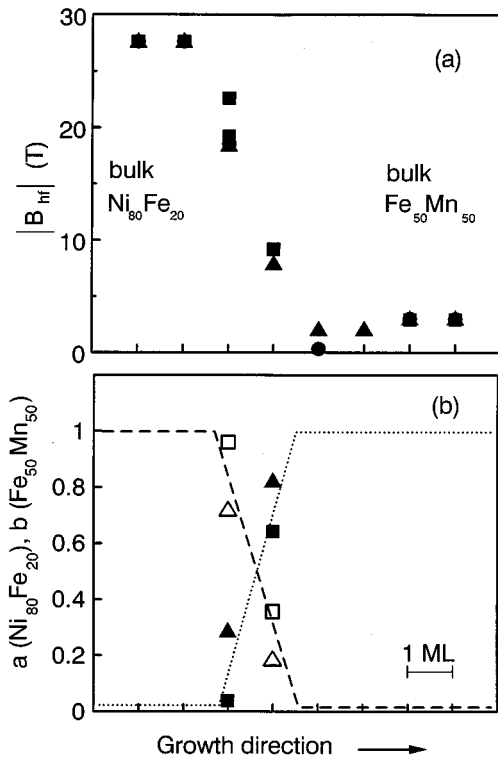 30
(a)
20
bulk
Ni80Fe20
bulk
Fe50Mn50
10
0
|Bhf| (T)
(b)
1
0.8
0.6
0.4
0.2
0
1 ML
a (Ni80Fe20), b (Fe50Mn50)
Growth direction